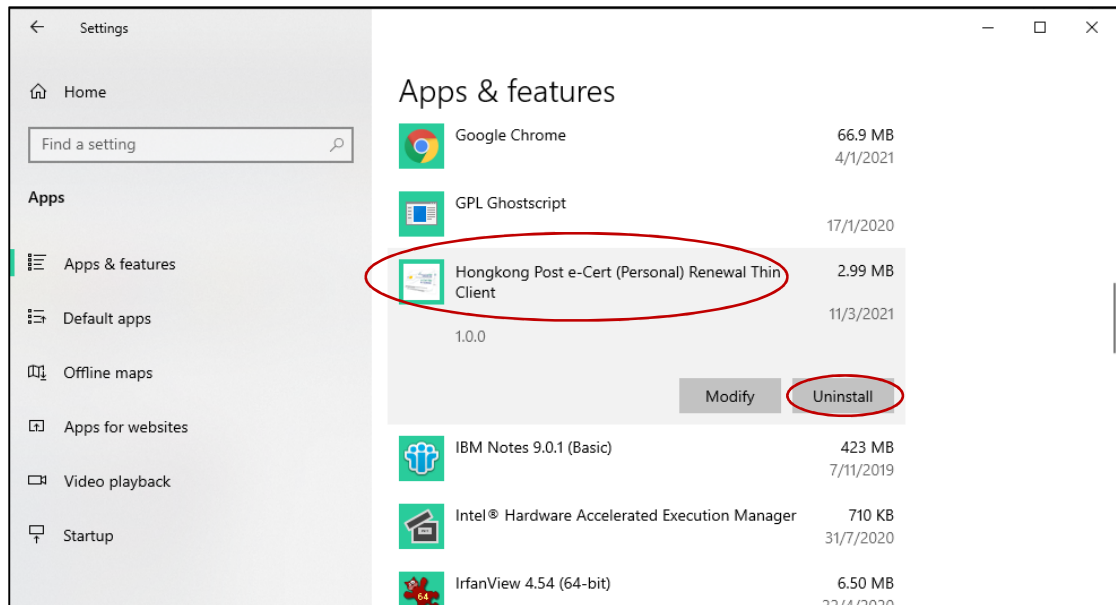 Settings
Home
Find a setting
Apps
Apps & features
Default apps
Offline maps
Apps for websites
Video playback
Startup
Apps & features
Google Chrome 66.9 MB
4/1/2021
GPL Ghostscript
17/1/2020
Hongkong Post e-Cert (Personal) Renewal Thin 2.99 MB
Client
11/3/2021
1.0.0
Modify Uninstall
IBM Notes 9.0.1 (Basic) 423 MB
7/11/2019
Intel® Hardware Accelerated Execution Manager 710 KB
31/7/2020
64
IrfanView 4.54 (64-bit) 6.50 MB